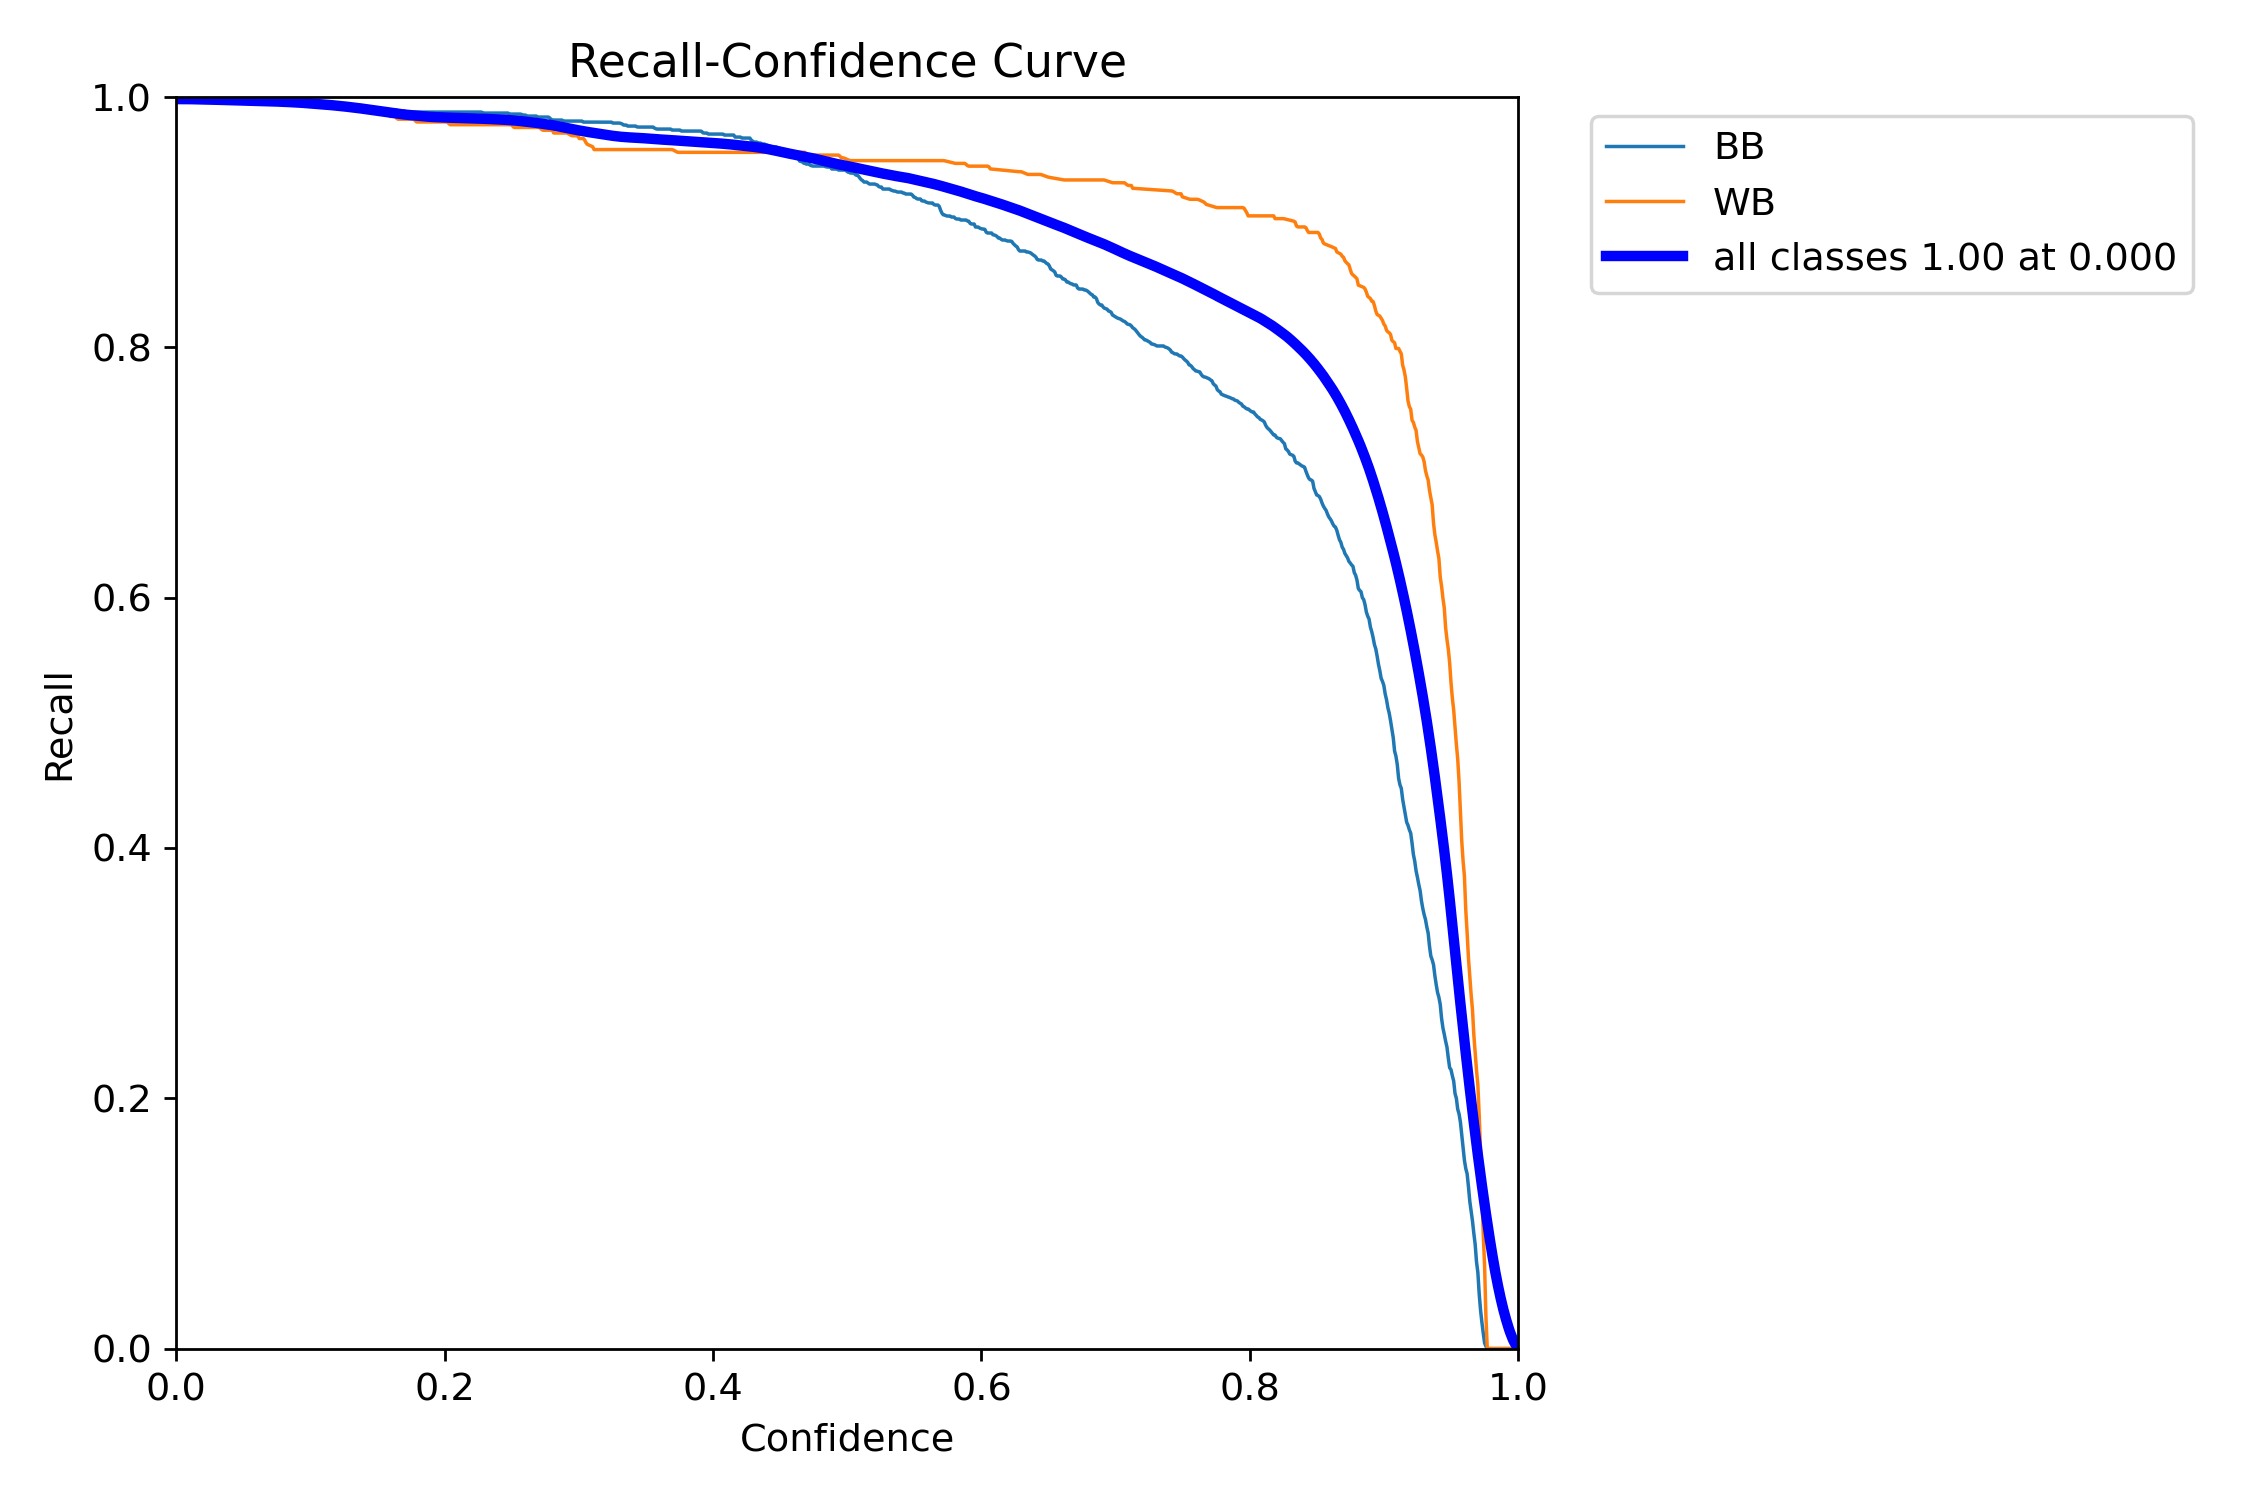 Recall-Confidence Curve
1.0
0.8
0.6
0.4
0.2
0.0
Recall
0.0 0.2 0.4 0.6 0.8 1.0
Confidence
BB
WB
all classes 1.00 at 0.000